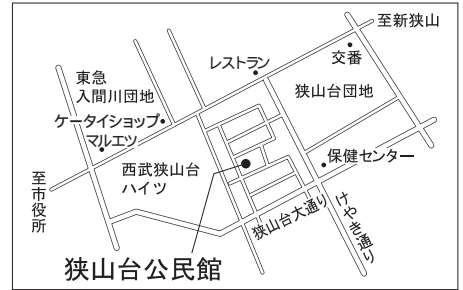 至新狭山
交番
レストラン
東急
入間川団地
狭山台団地
ケータイショップ
マルエツ
保健センター
西武狭山台
ハイツ
至市役所
狭山台大通り
けやき通り
狭山台公民館